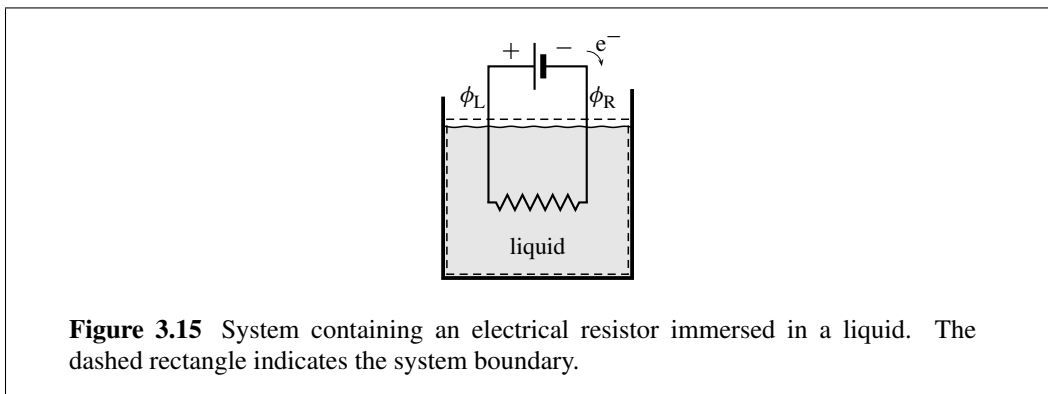 + − e−
ϕL ϕR
liquid
Figure 3.15 System containing an electrical resistor immersed in a liquid. The
dashed rectangle indicates the system boundary.